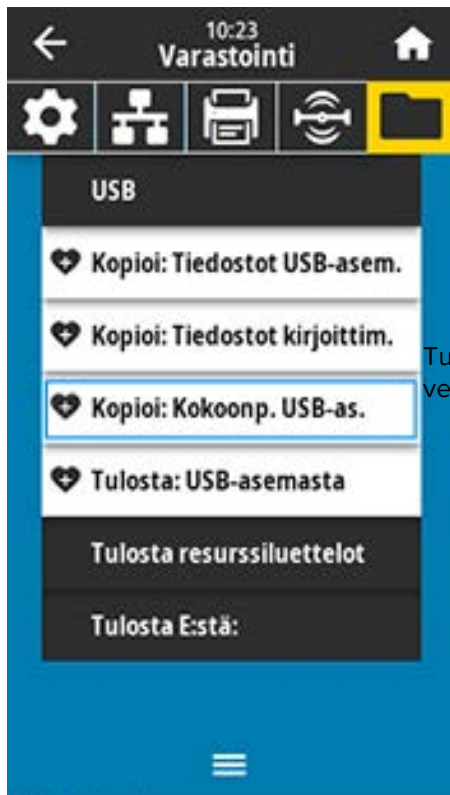 10:23
Varastointi
USB
Kopioi: Tiedostot USB-asem.
Kopioi: Tiedostot kirjoittim.
Kopioi: Kokoonp. USB-as.
Tulosta: USB-asemasta
Tulosta resurssiluettelot
Tulosta E:stä: